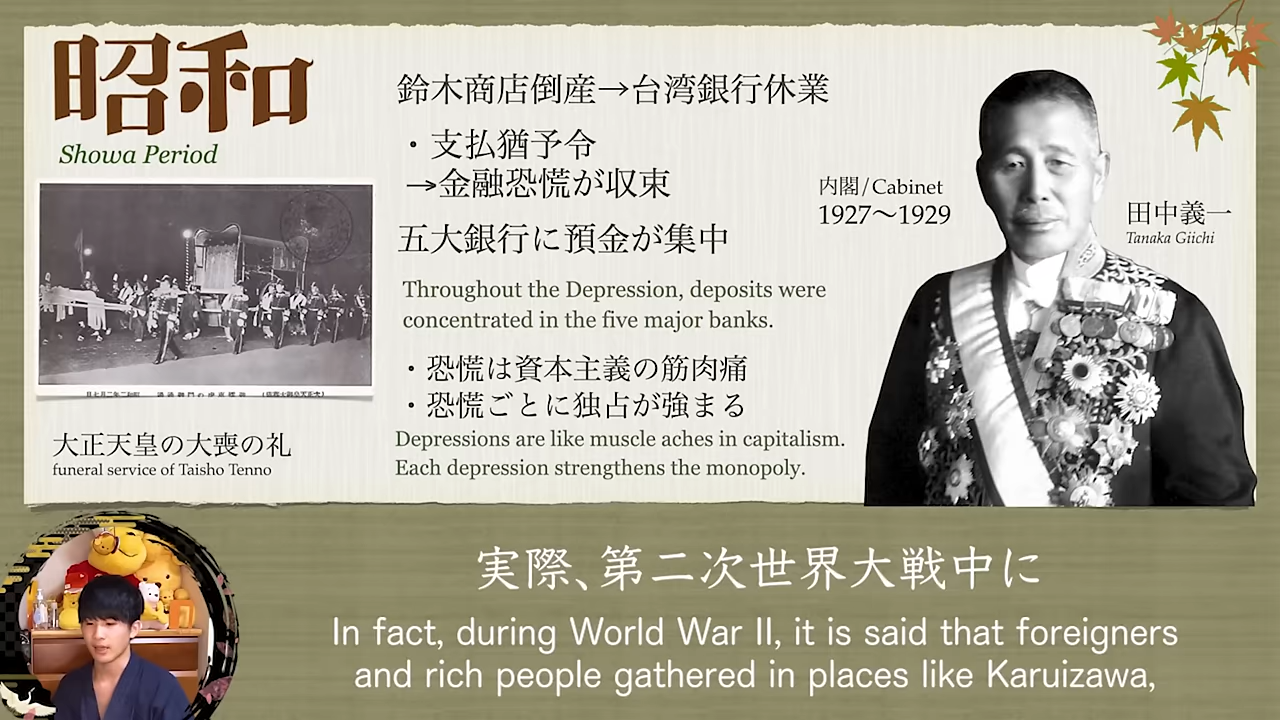 昭和
Showa Period
大正天皇の大喪の礼
funeral service of Taisho Tenno
鈴木商店倒産→台湾銀行休業
・支払猶予令
→金融恐慌が収束
五大銀行に預金が集中
Throughout the Depression, deposits were
concentrated in the five major banks.
・恐慌は資本主義の筋肉痛
・恐慌ごとに独占が強まる
Depressions are like muscle aches in capitalism.
Each depression strengthens the monopoly.
内閣/Cabinet
1927〜1929
田中義一
Tanaka Giichi
実際、第二次世界大戦中に
In fact, during World War II, it is said that foreigners
and rich people gathered in places like Karuizawa,